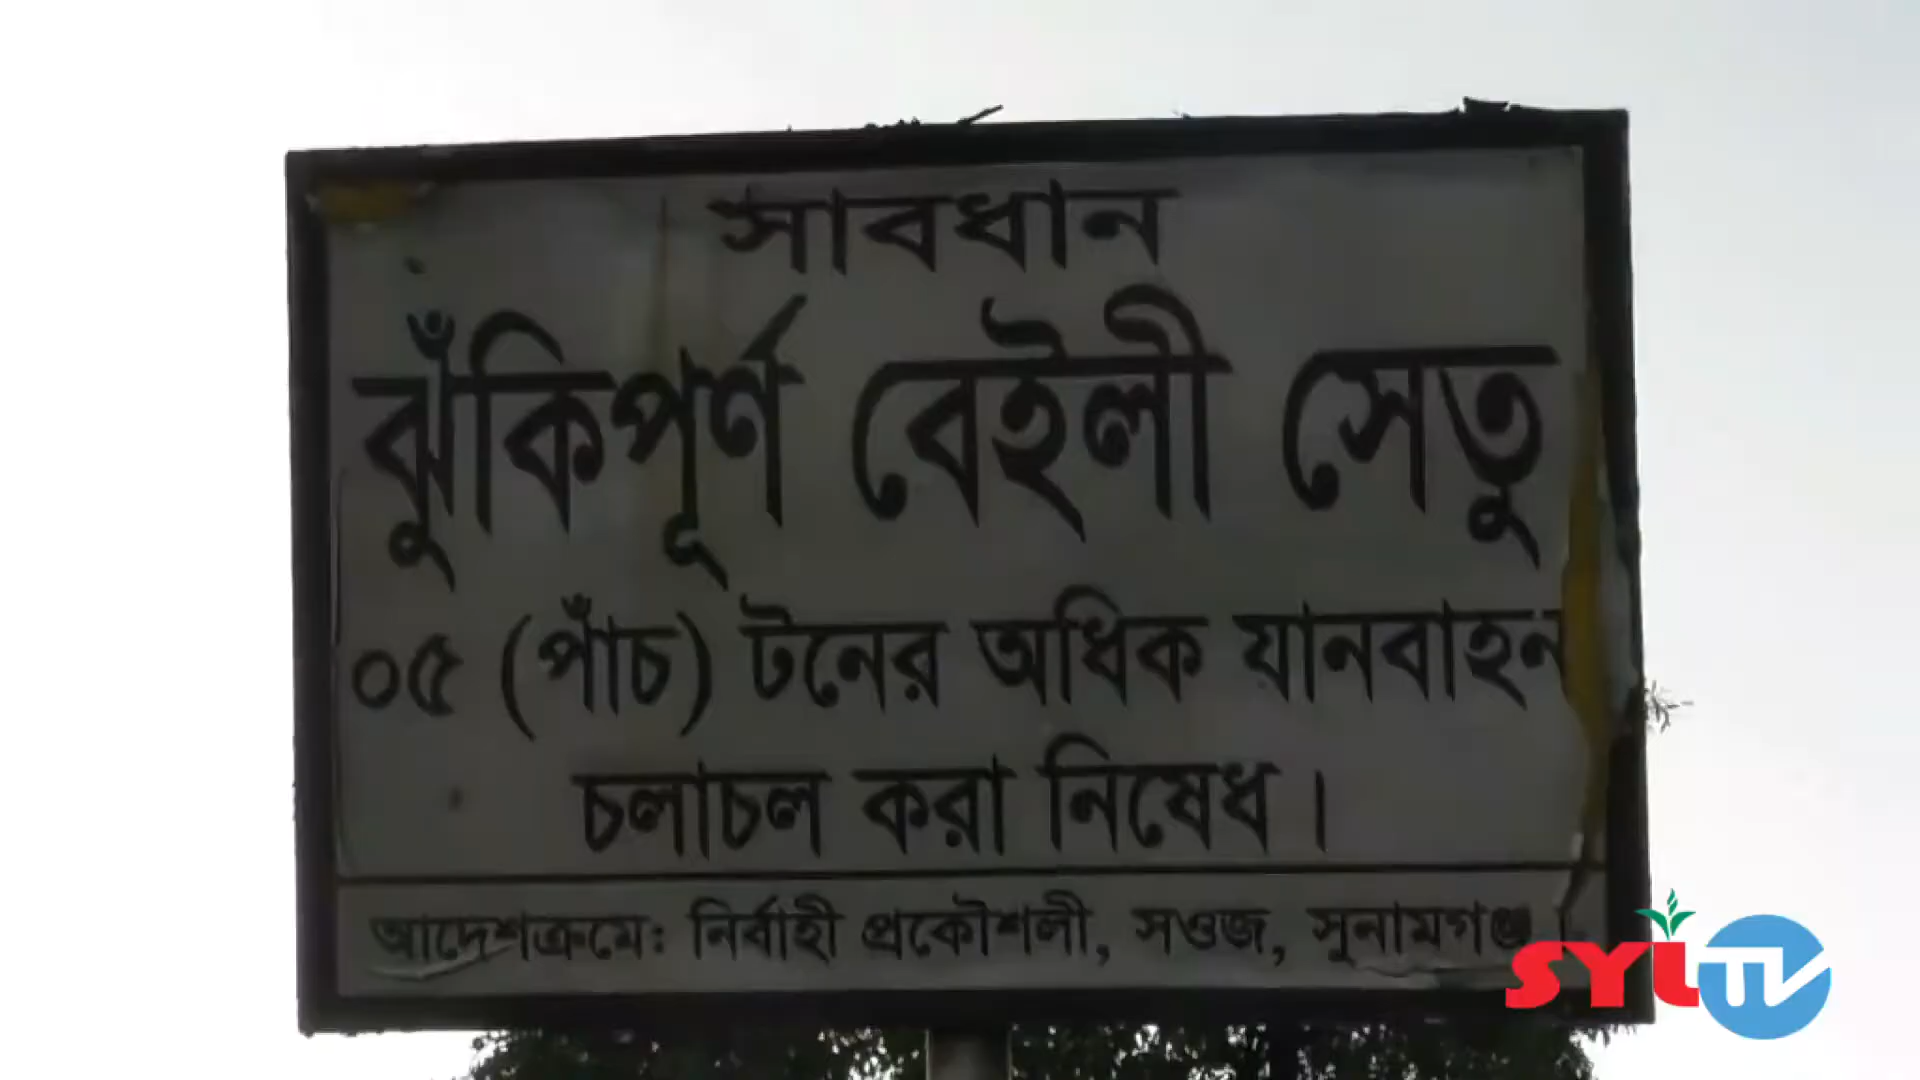 সাবধান
ঝুঁকিপূর্ণ বেইলী সেতু
০৫ (পাঁচ) টনের অধিক যানবাহন
চলাচল করা নিষেধ।
আদেশক্রমে: নির্বাহী প্রকৌশলী, সওজ, সুনামগঞ্জ।
SYLTV